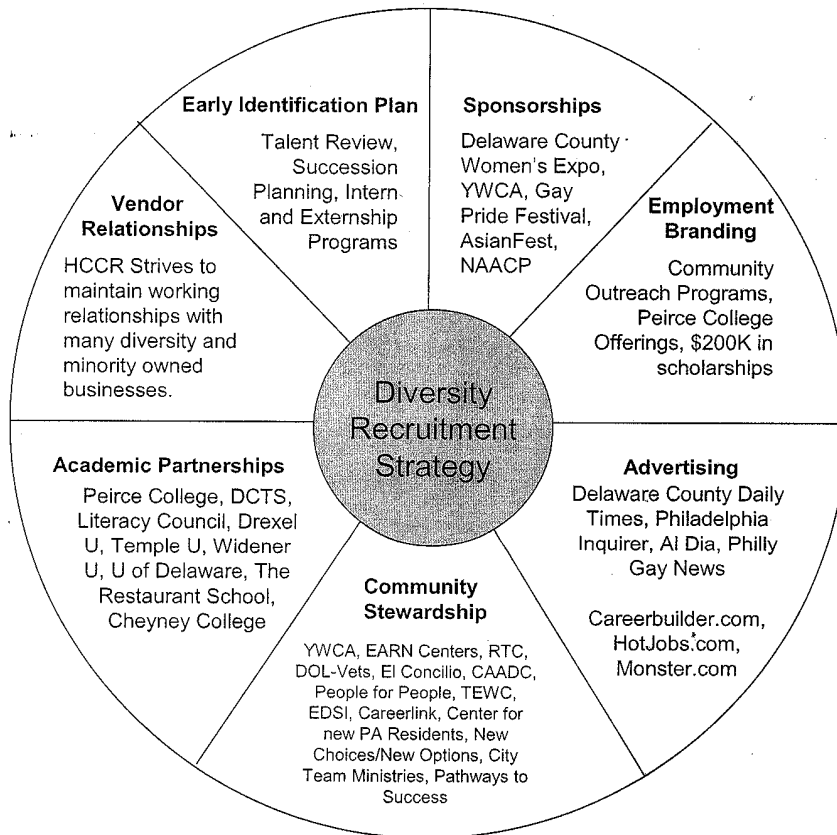 Diversity
Recruitment
Strategy
Early Identification Plan
Talent Review,
Succession
Planning, Intern
and Externship
Programs
Sponsorships
Delaware County
Women's Expo,
YWCA, Gay
Pride Festival,
AsianFest,
NAACP
Employment
Branding
Community
Outreach Programs,
Peirce College
Offerings, $200K in
scholarships
Advertising
Delaware County Daily
Times, Philadelphia
Inquirer, Al Dia, Philly
Gay News
Careerbuilder.com,
HotJobs.com,
Monster.com
Community
Stewardship
YWCA, EARN Centers, RTC,
DOL-Vets, El Concilio, CAADC,
People for People, TEWC,
EDSI, Careerlink, Center for
new PA Residents, New
Choices/New Options, City
Team Ministries, Pathways to
Success
Academic Partnerships
Peirce College, DCTS,
Literacy Council, Drexel
U, Temple U, Widener
U, U of Delaware, The
Restaurant School,
Cheyney College
Vendor
Relationships
HCCR Strives to
maintain working
relationships with
many diversity and
minority owned
businesses.